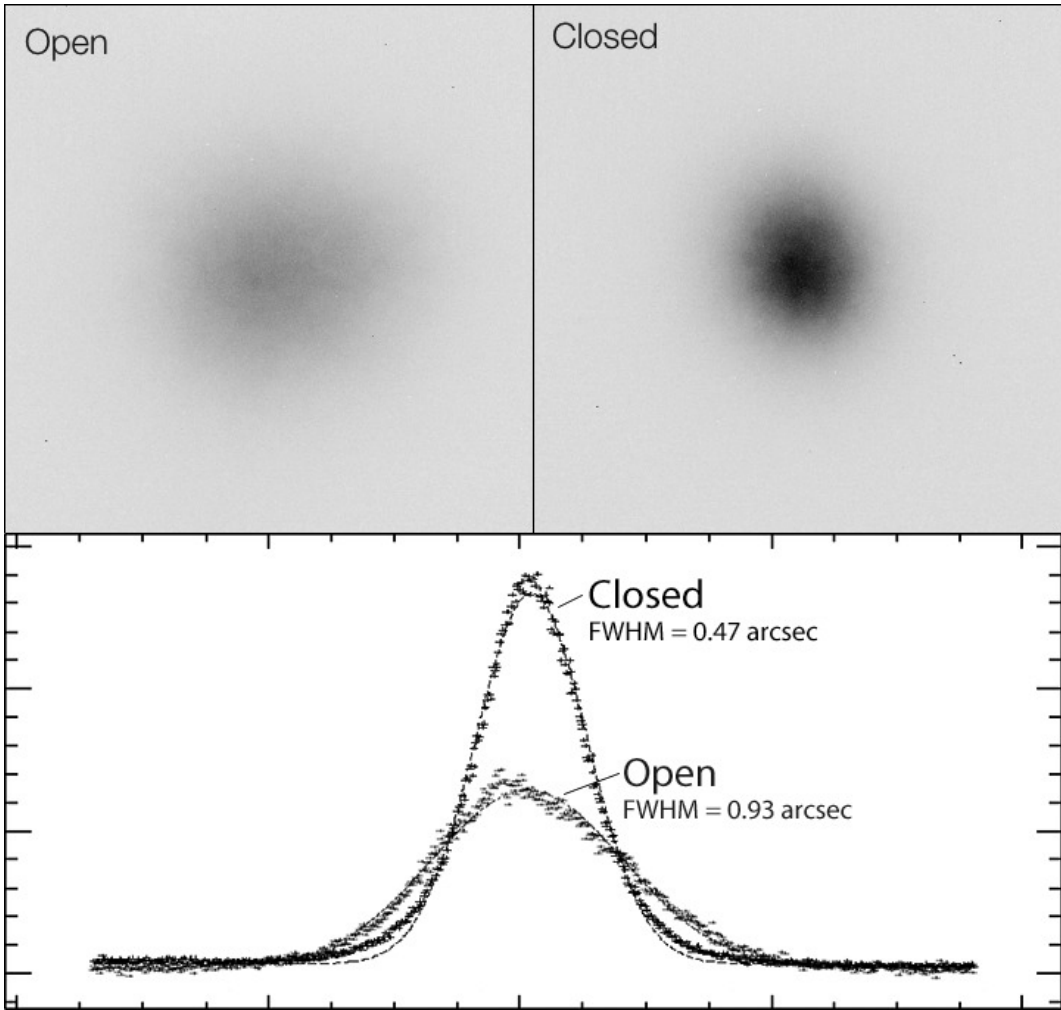 Open
Closed
Closed
FWHM = 0.47 arcsec
Open
FWHM = 0.93 arcsec